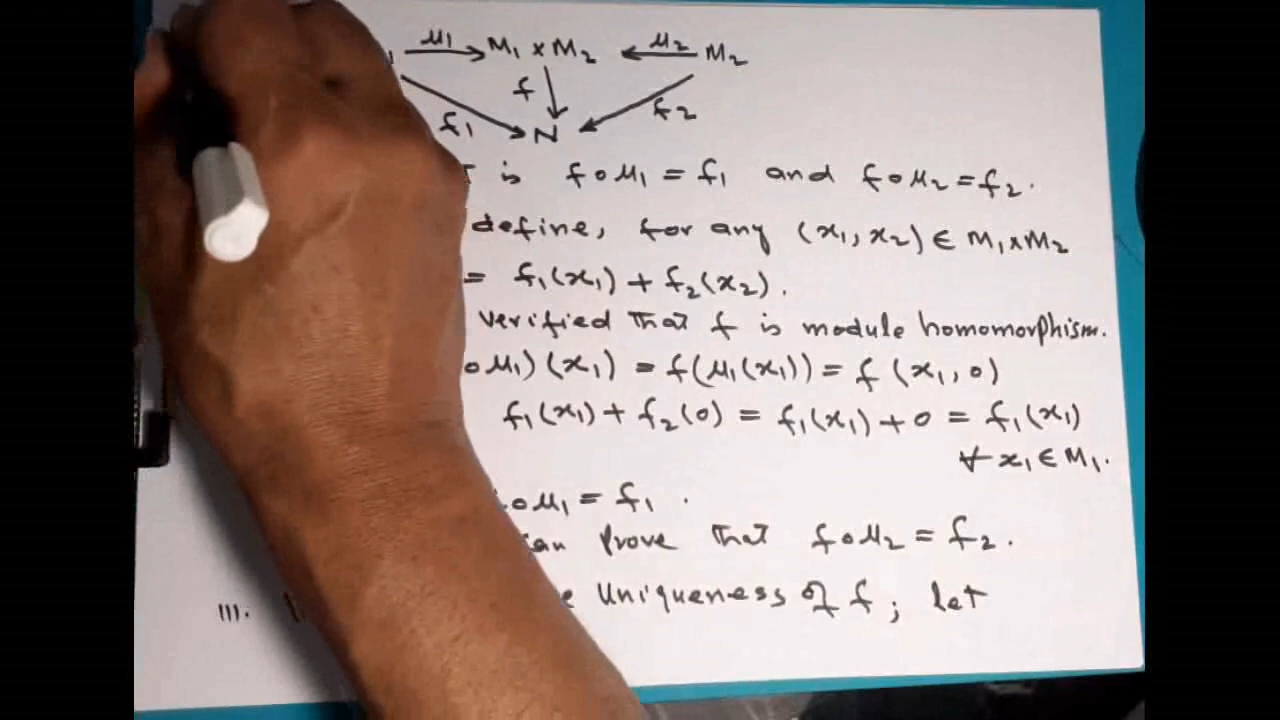 μ1 M1 × M2 μ2 M2
f
f1 N f2
is f∘μ1 = f1 and f∘μ2 = f2.
define, for any (x1, x2) ∈ M1×M2
= f1(x1) + f2(x2).
verified that f is module homomorphism.
∘μ1)(x1) = f(μ1(x1)) = f(x1, 0)
f1(x1) + f2(0) = f1(x1) + 0 = f1(x1)
∀ x1 ∈ M1.
∘μ1 = f1.
can prove that f∘μ2 = f2.
III. uniqueness of f, let